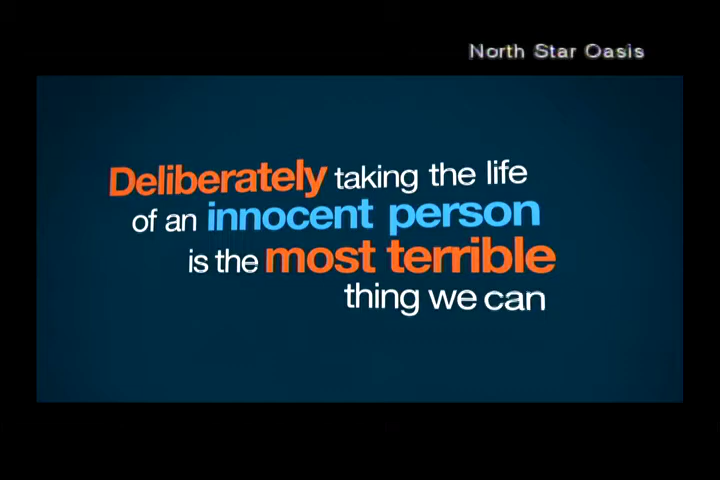 North Star Oasis
Deliberately taking the life
of an innocent person
is the most terrible
thing we can